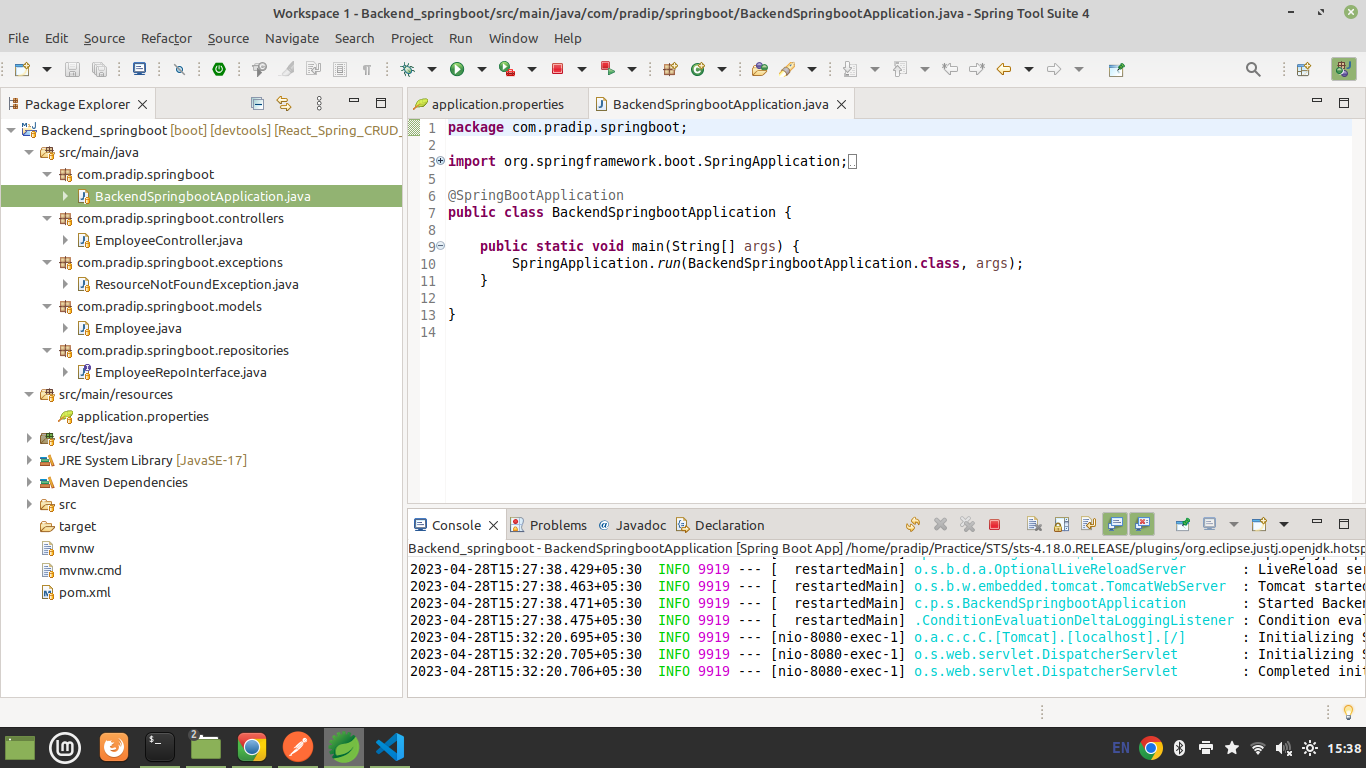 Workspace 1 - Backend_springboot/src/main/java/com/pradip/springboot/BackendSpringbootApplication.java - Spring Tool Suite 4
File Edit Source Refactor Source Navigate Search Project Run Window Help
Package Explorer
Backend_springboot [boot] [devtools] [React_Spring_CRUD_
src/main/java
com.pradip.springboot
BackendSpringbootApplication.java
com.pradip.springboot.controllers
EmployeeController.java
com.pradip.springboot.exceptions
ResourceNotFoundException.java
com.pradip.springboot.models
Employee.java
com.pradip.springboot.repositories
EmployeeRepoInterface.java
src/main/resources
application.properties
src/test/java
JRE System Library [JavaSE-17]
Maven Dependencies
src
target
mvnw
mvnw.cmd
pom.xml
application.properties BackendSpringbootApplication.java
1 package com.pradip.springboot;
2
3 import org.springframework.boot.SpringApplication;
5
6 @SpringBootApplication
7 public class BackendSpringbootApplication {
8
9 public static void main(String[] args) {
10 SpringApplication.run(BackendSpringbootApplication.class, args);
11 }
12
13 }
14
Console Problems @ Javadoc Declaration
Backend_springboot - BackendSpringbootApplication [Spring Boot App] /home/pradip/Practice/STS/sts-4.18.0.RELEASE/plugins/org.eclipse.justj.openjdk.hotsp
2023-04-28T15:27:38.429+05:30 INFO 9919 --- [ restartedMain] o.s.b.d.a.OptionalLiveReloadServer : LiveReload ser
2023-04-28T15:27:38.463+05:30 INFO 9919 --- [ restartedMain] o.s.b.w.embedded.tomcat.TomcatWebServer : Tomcat started
2023-04-28T15:27:38.471+05:30 INFO 9919 --- [ restartedMain] c.p.s.BackendSpringbootApplication : Started Backen
2023-04-28T15:27:38.475+05:30 INFO 9919 --- [ restartedMain] .ConditionEvaluationDeltaLoggingListener : Condition eval
2023-04-28T15:32:20.695+05:30 INFO 9919 --- [nio-8080-exec-1] o.a.c.c.C.[Tomcat].[localhost].[/] : Initializing S
2023-04-28T15:32:20.705+05:30 INFO 9919 --- [nio-8080-exec-1] o.s.web.servlet.DispatcherServlet : Initializing S
2023-04-28T15:32:20.706+05:30 INFO 9919 --- [nio-8080-exec-1] o.s.web.servlet.DispatcherServlet : Completed init
2
EN 15:38